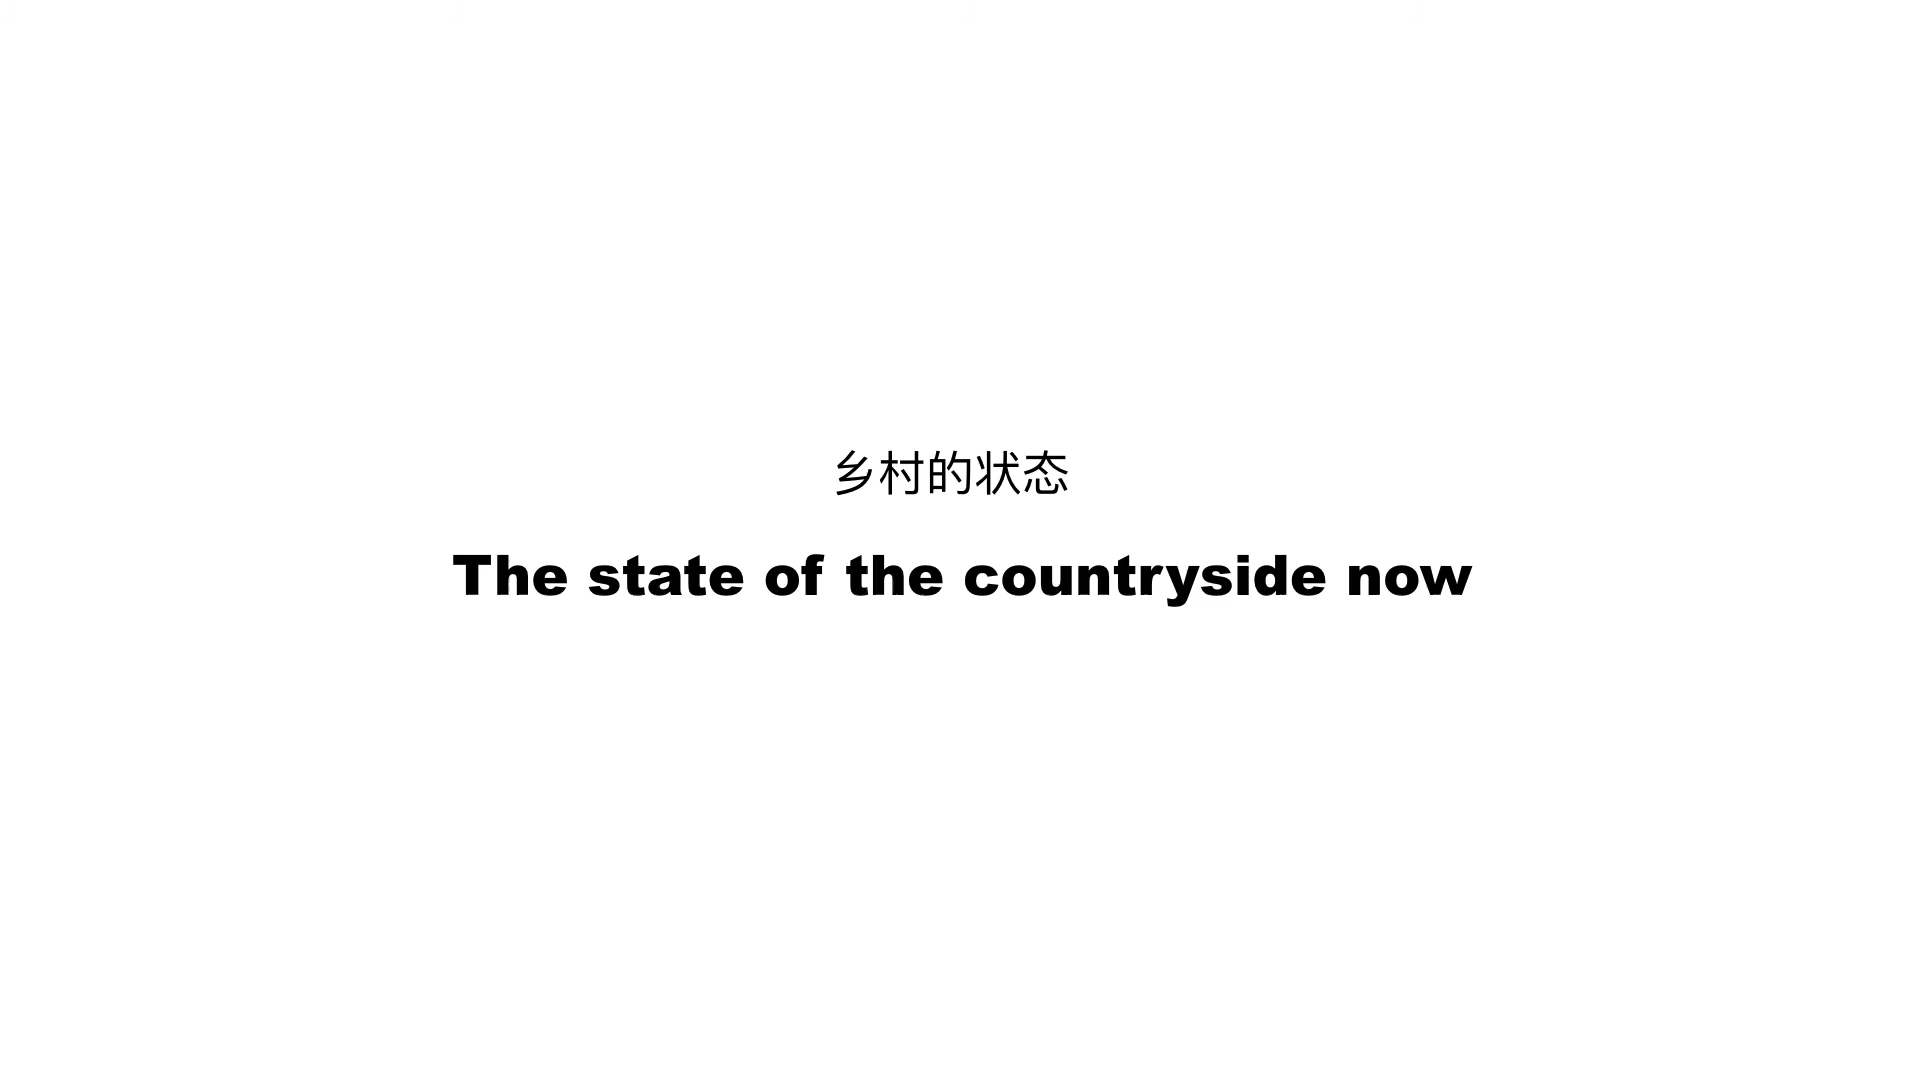 乡村的状态
The state of the countryside now